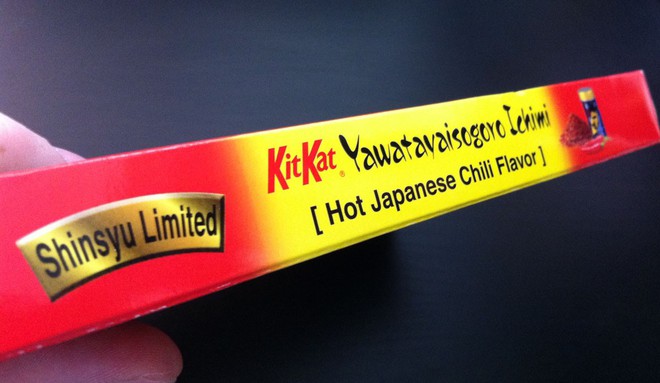 Shinsyu Limited
KitKat® Yawatayaisogoro Ichimi
[ Hot Japanese Chili Flavor ]